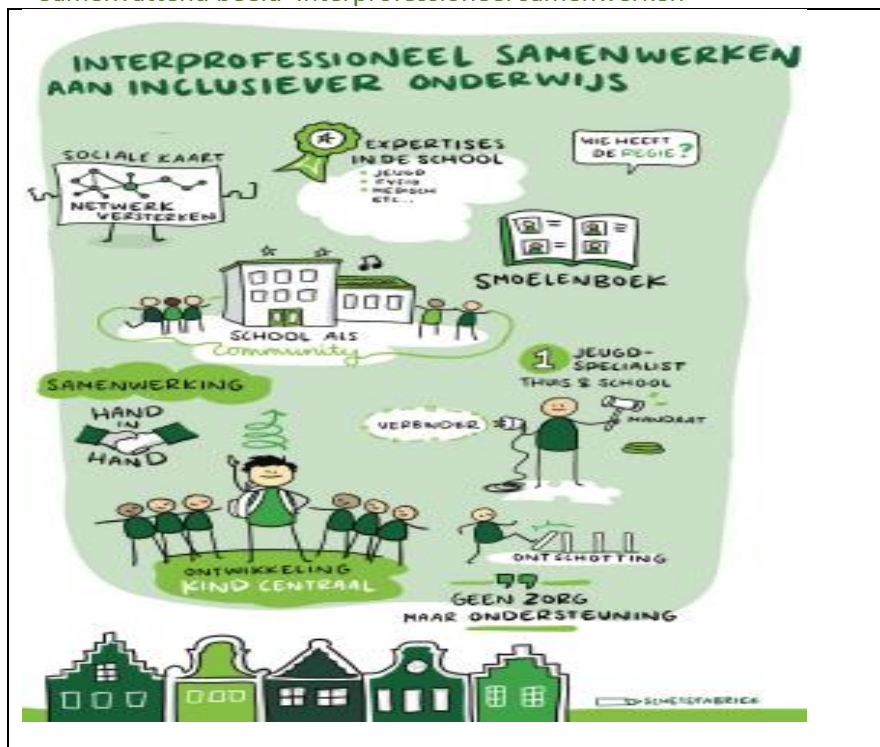 samenvattend beeld 'Interprofessioneel samenwerken'
INTERPROFESSIONEEL SAMENWERKEN
AAN INCLUSIEVER ONDERWIJS
SOCIALE KAART
NETWERK
VERSTERKEN
EXPERTISES
IN DE SCHOOL
JEUGD
FYSIO
MEDISCH
ETC...
WIE HEEFT
DE REGIE?
SMOELENBOEK
SCHOOL ALS
community
SAMENWERKING
HAND
IN
HAND
1 JEUGD-
SPECIALIST
THUIS & SCHOOL
VERBINDER
MANDAAT
ONTWIKKELING
KIND CENTRAAL
ONTSCHOTTING
GEEN ZORG
MAAR ONDERSTEUNING